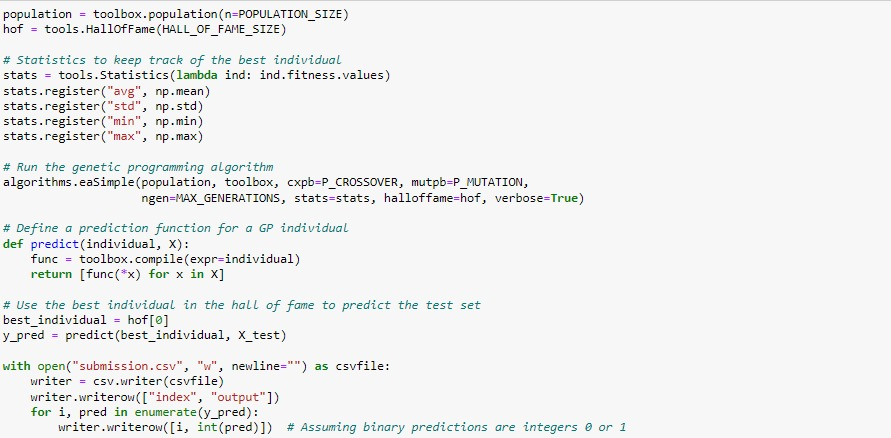 population = toolbox.population(n=POPULATION_SIZE)
hof = tools.HallOfFame(HALL_OF_FAME_SIZE)

# Statistics to keep track of the best individual
stats = tools.Statistics(lambda ind: ind.fitness.values)
stats.register("avg", np.mean)
stats.register("std", np.std)
stats.register("min", np.min)
stats.register("max", np.max)

# Run the genetic programming algorithm
algorithms.eaSimple(population, toolbox, cxpb=P_CROSSOVER, mutpb=P_MUTATION,
                    ngen=MAX_GENERATIONS, stats=stats, halloffame=hof, verbose=True)

# Define a prediction function for a GP individual
def predict(individual, X):
    func = toolbox.compile(expr=individual)
    return [func(*x) for x in X]

# Use the best individual in the hall of fame to predict the test set
best_individual = hof[0]
y_pred = predict(best_individual, X_test)

with open("submission.csv", "w", newline="") as csvfile:
    writer = csv.writer(csvfile)
    writer.writerow(["index", "output"])
    for i, pred in enumerate(y_pred):
        writer.writerow([i, int(pred)])  # Assuming binary predictions are integers 0 or 1